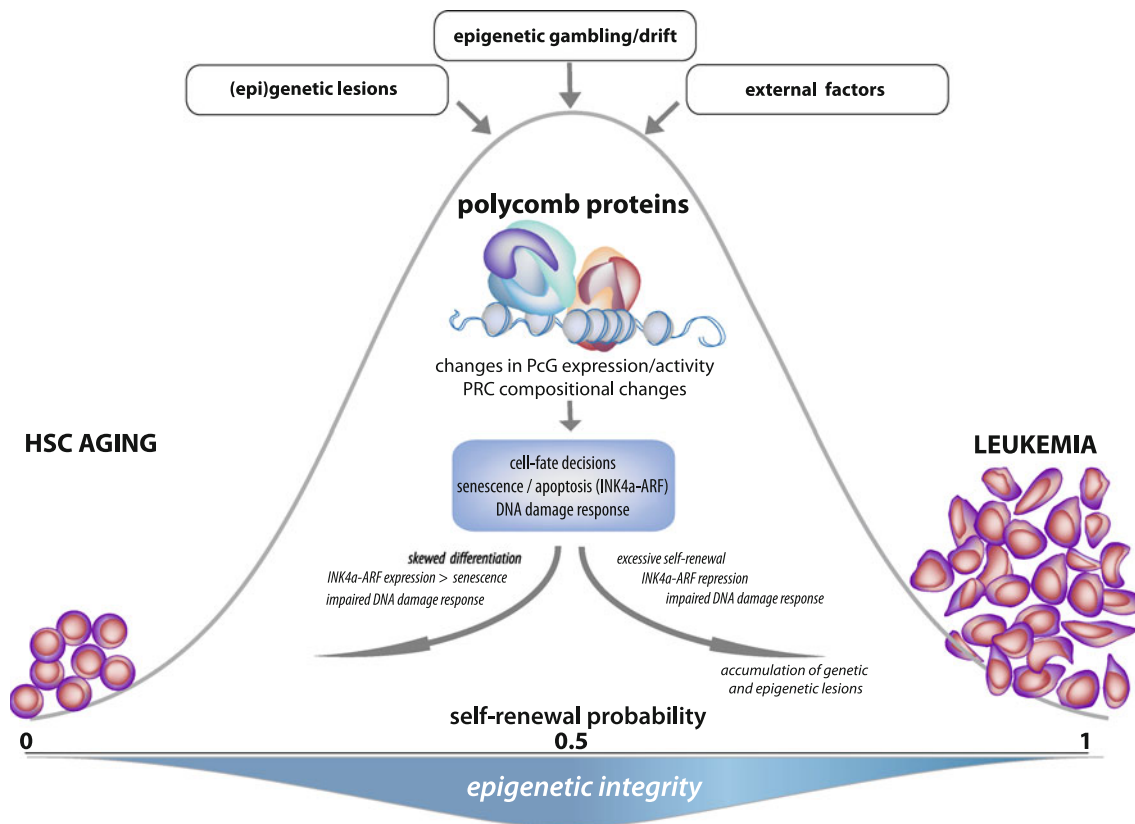 epigenetic gambling/drift
(epi)genetic lesions
external factors
polycomb proteins
changes in PcG expression/activity
PRC compositional changes
HSC AGING
LEUKEMIA
cell-fate decisions
senescence / apoptosis (INK4a-ARF)
DNA damage response
skewed differentiation
INK4a-ARF expression > senescence
impaired DNA damage response
excessive self-renewal
INK4a-ARF repression
impaired DNA damage response
accumulation of genetic
and epigenetic lesions
self-renewal probability
0 0.5 1
epigenetic integrity